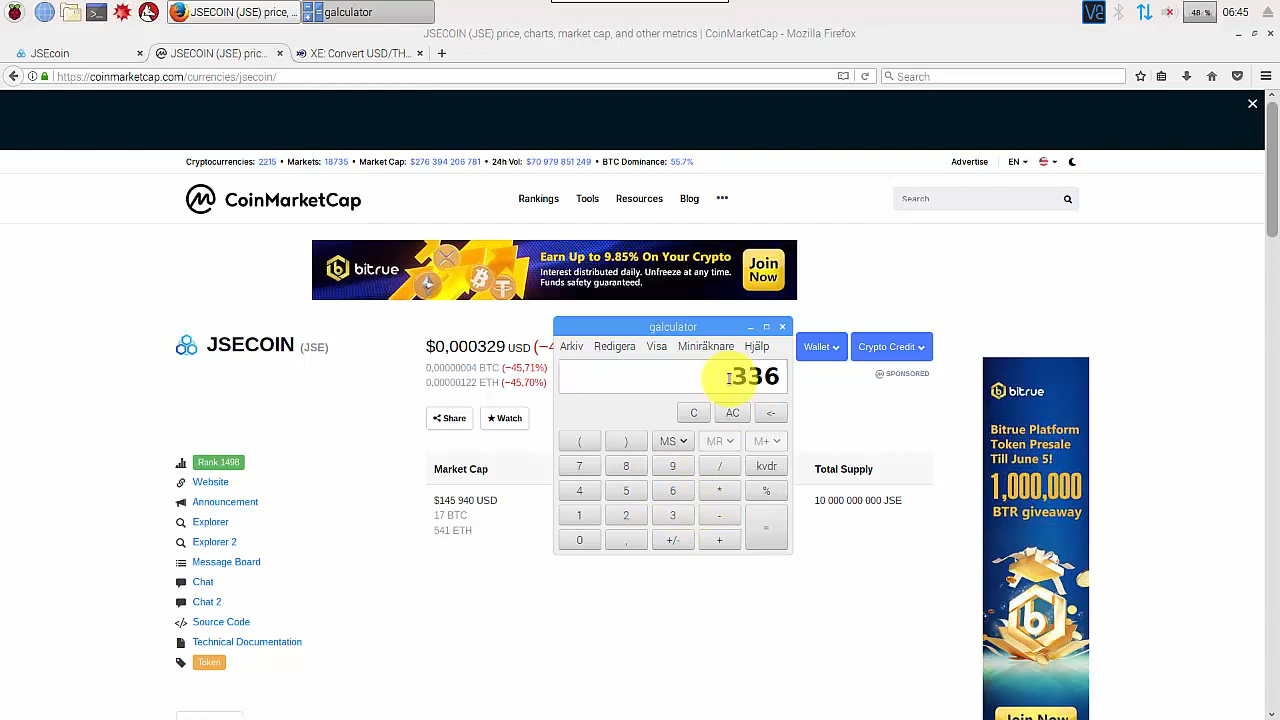 JSECOIN (JSE) price, ...
galculator
48 %
06:45
JSECOIN (JSE) price, charts, market cap, and other metrics | CoinMarketCap - Mozilla Firefox
JSEcoin
JSECOIN (JSE) pric...
XE: Convert USD/TH...
https://coinmarketcap.com/currencies/jsecoin/
Search
Cryptocurrencies: 2215 • Markets: 18735 • Market Cap: $276 394 206 781 • 24h Vol: $70 979 851 249 • BTC Dominance: 55.7%
Advertise
EN
CoinMarketCap
Rankings
Tools
Resources
Blog
Search
bitrue
Earn Up to 9.85% On Your Crypto
Interest distributed daily. Unfreeze at any time.
Funds safety guaranteed.
Join
Now
JSECOIN (JSE)
$0,000329 USD
0,00000004 BTC (−45,71%)
0,00000122 ETH (−45,70%)
Share
Watch
galculator
Arkiv Redigera Visa Miniräknare Hjälp
336
C AC <-
( ) MS MR M+
7 8 9 / kvdr
4 5 6 * %
1 2 3 - =
0 , +/- +
Wallet
Crypto Credit
SPONSORED
Rank 1498
Website
Announcement
Explorer
Explorer 2
Message Board
Chat
Chat 2
Source Code
Technical Documentation
Token
Market Cap
$145 940 USD
17 BTC
541 ETH
Total Supply
10 000 000 000 JSE
bitrue
Bitrue Platform
Token Presale
Till June 5!
1,000,000
BTR giveaway
Join Now